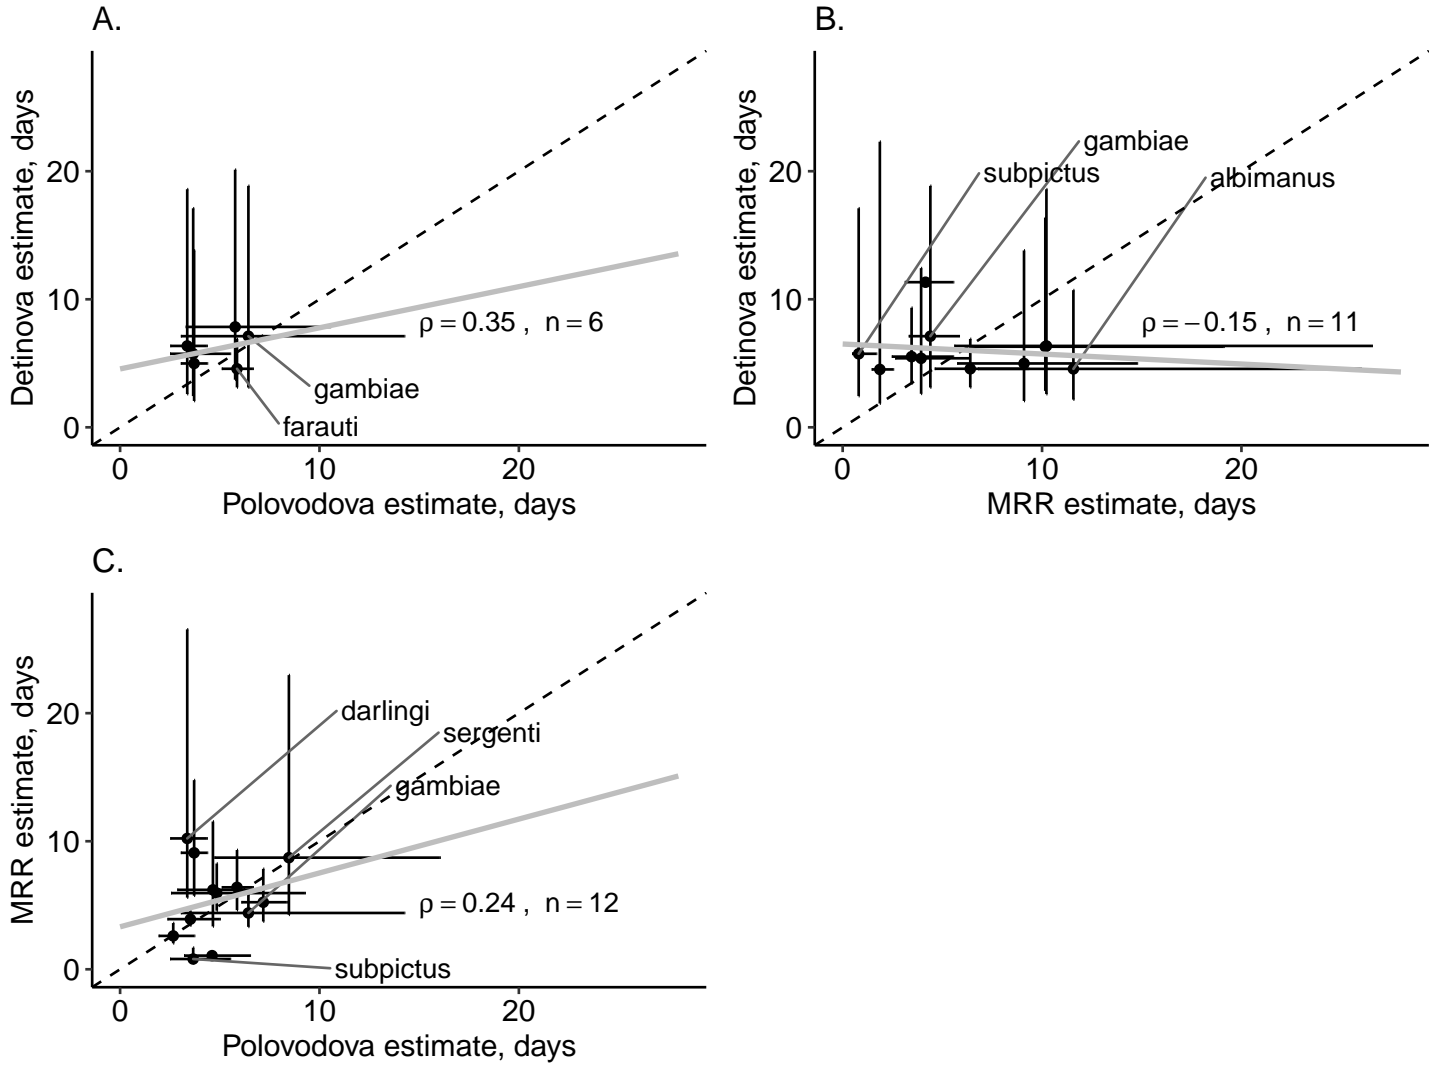 A.
Detinova estimate, days
20
10
0
ρ = 0.35 , n = 6
gambiae
farauti
0 10 20
Polovodova estimate, days
B.
Detinova estimate, days
20
10
0
gambiae
subpictus
albimanus
ρ = −0.15 , n = 11
0 10 20
MRR estimate, days
C.
MRR estimate, days
20
10
0
darlingi
sergenti
gambiae
ρ = 0.24 , n = 12
subpictus
0 10 20
Polovodova estimate, days